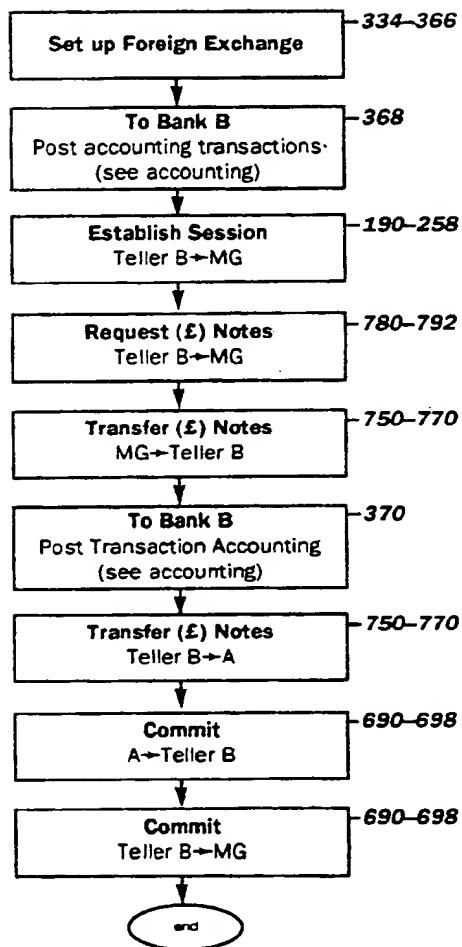 Set up Foreign Exchange
334–366
To Bank B
368
Post accounting transactions·
(see accounting)
Establish Session
190–258
Teller B→MG
Request (£) Notes
780–792
Teller B→MG
Transfer (£) Notes
750–770
MG→Teller B
To Bank B
370
Post Transaction Accounting
(see accounting)
Transfer (£) Notes
750–770
Teller B→A
Commit
690–698
A→Teller B
Commit
690–698
Teller B→MG
end